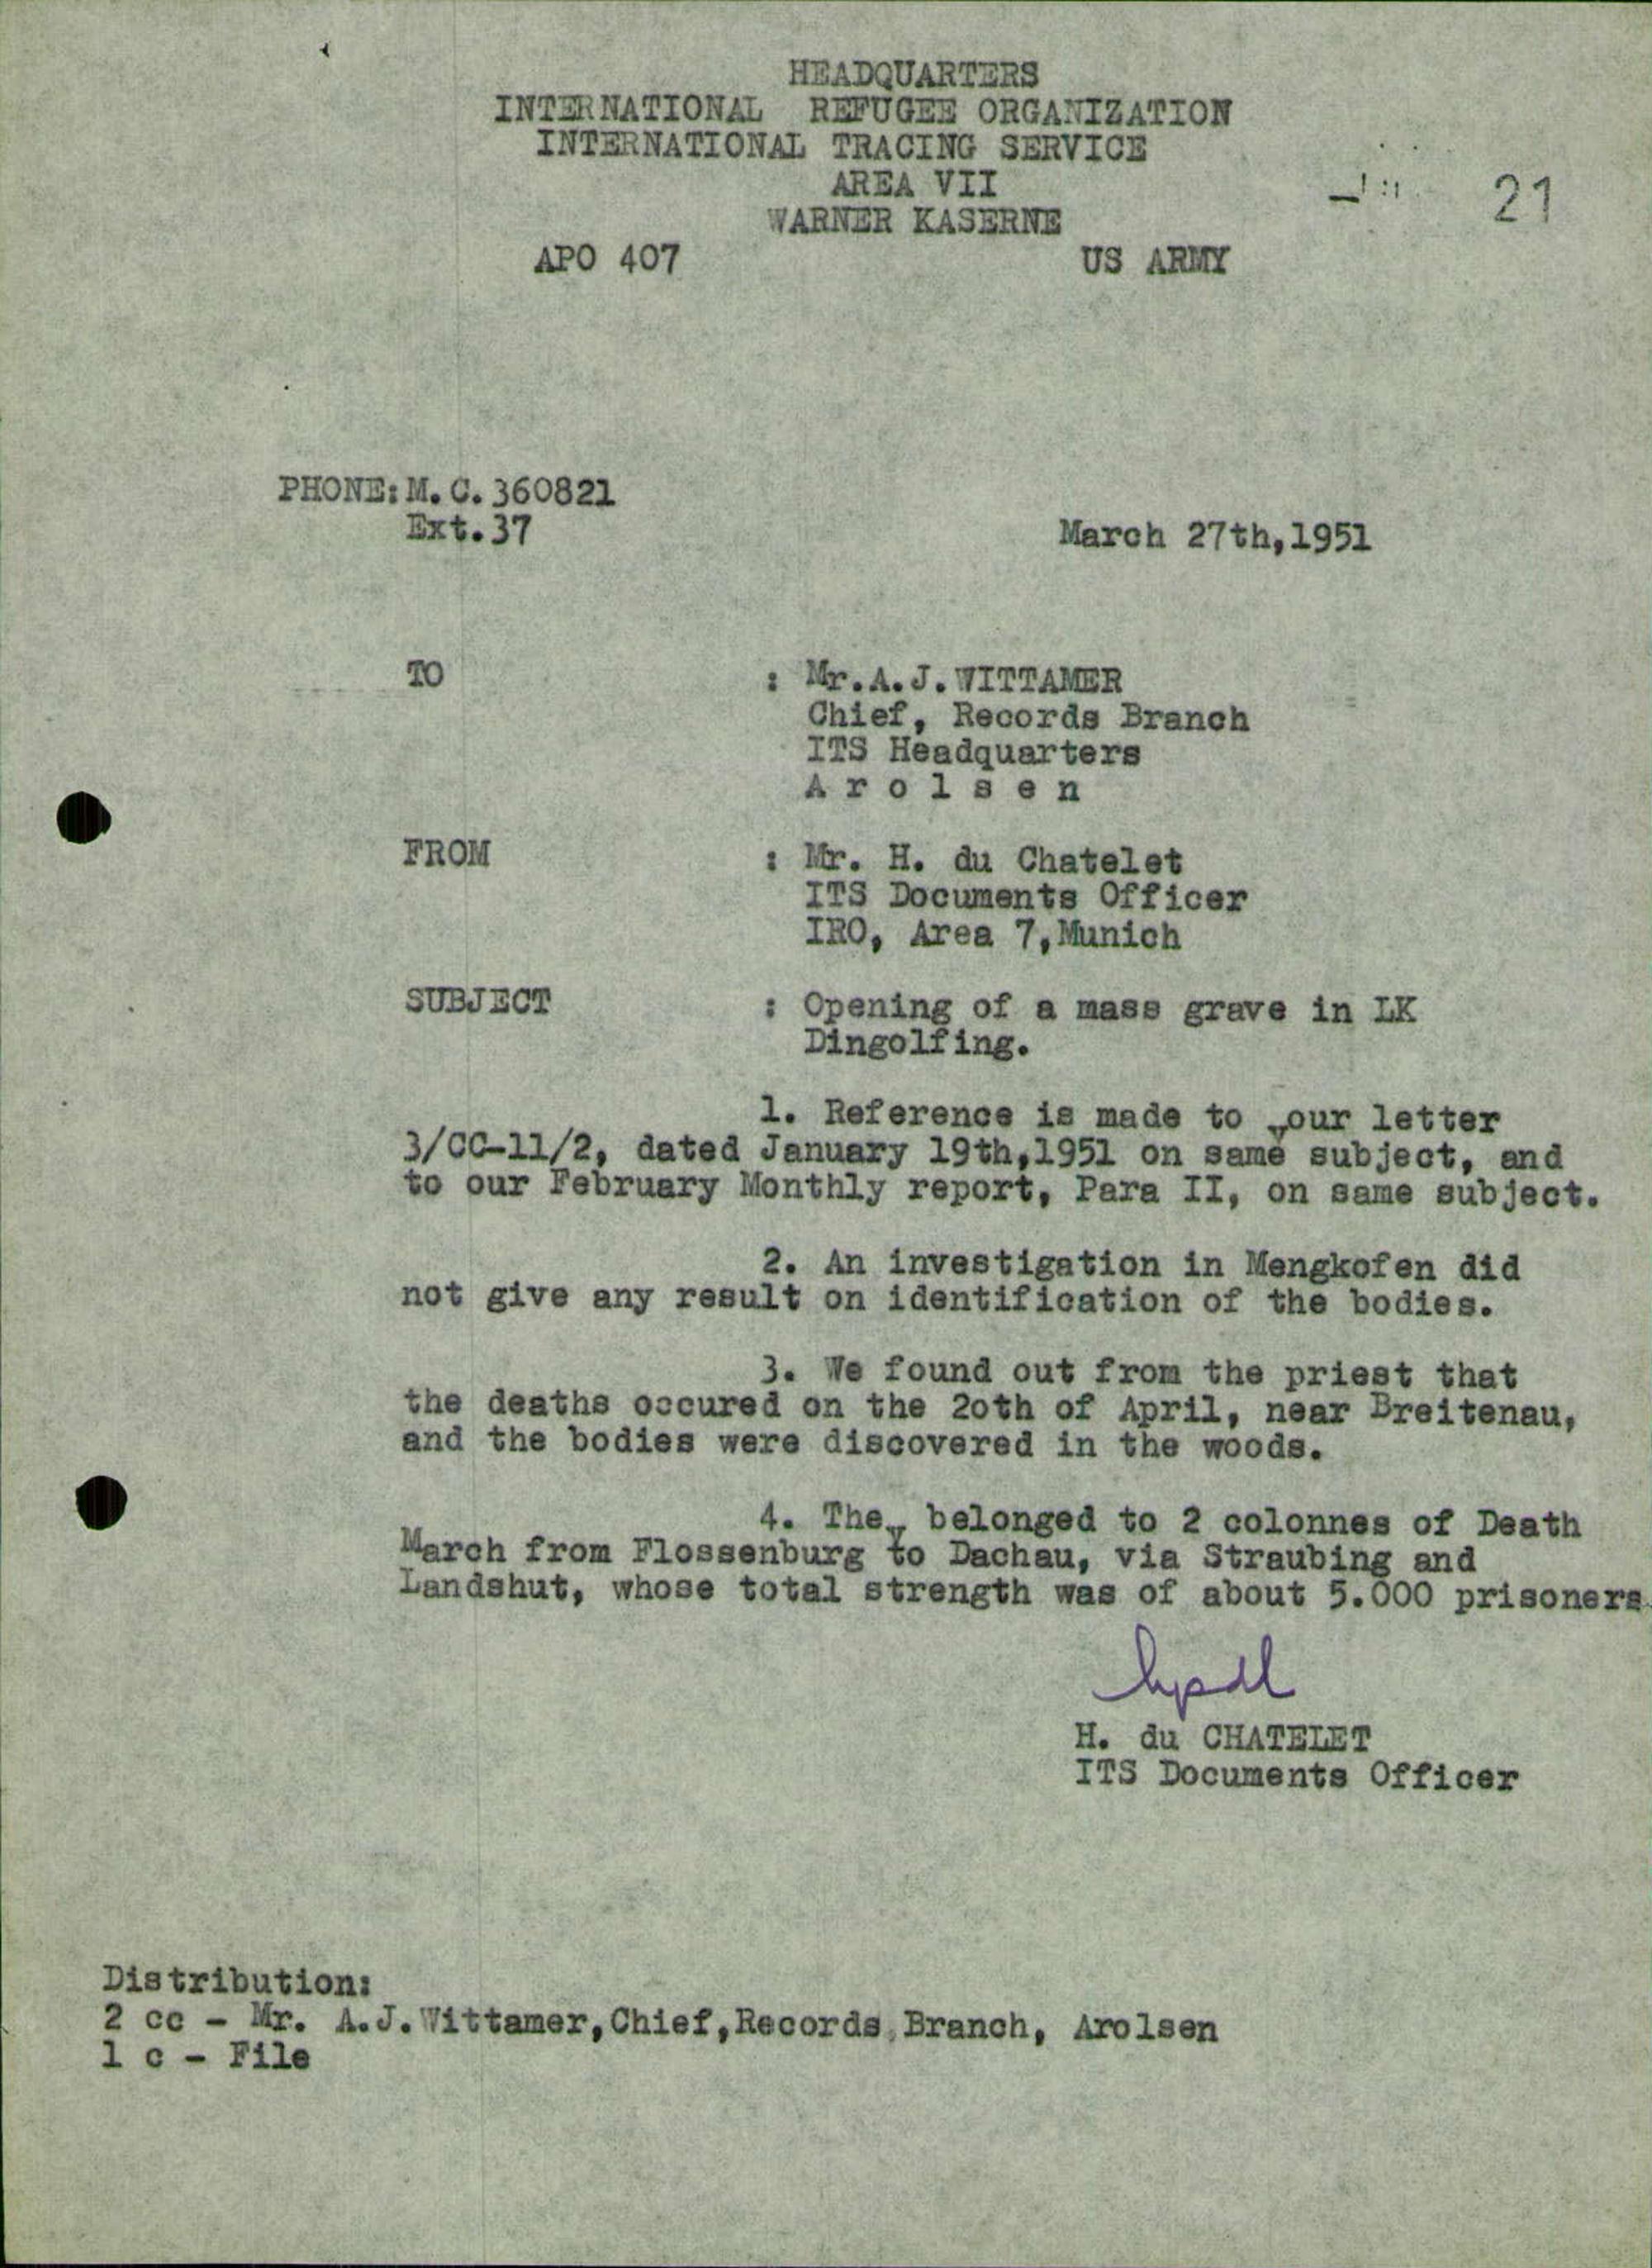 HEADQUARTERS
INTERNATIONAL REFUGEE ORGANIZATION
INTERNATIONAL TRACING SERVICE
AREA VII
21
WARNER KASERNE
APO 407 US ARMY
PHONE: M. C. 360821
Ext. 37
March 27th, 1951
TO : Mr. A. J. WITTAMER
Chief, Records Branch
ITS Headquarters
A r o l s e n
FROM : Mr. H. du Chatelet
ITS Documents Officer
IRO, Area 7, Munich
SUBJECT : Opening of a mass grave in LK
Dingolfing.
1. Reference is made to your letter
3/CC-11/2, dated January 19th, 1951 on same subject, and
to our February Monthly report, Para II, on same subject.
2. An investigation in Mengkofen did
not give any result on identification of the bodies.
3. We found out from the priest that
the deaths occured on the 2oth of April, near Breitenau,
and the bodies were discovered in the woods.
4. They belonged to 2 colonnes of Death
March from Flossenburg to Dachau, via Straubing and
Landshut, whose total strength was of about 5.000 prisoners.
H. du CHATELET
ITS Documents Officer
Distribution:
2 cc - Mr. A.J. Wittamer, Chief, Records Branch, Arolsen
1 c - File